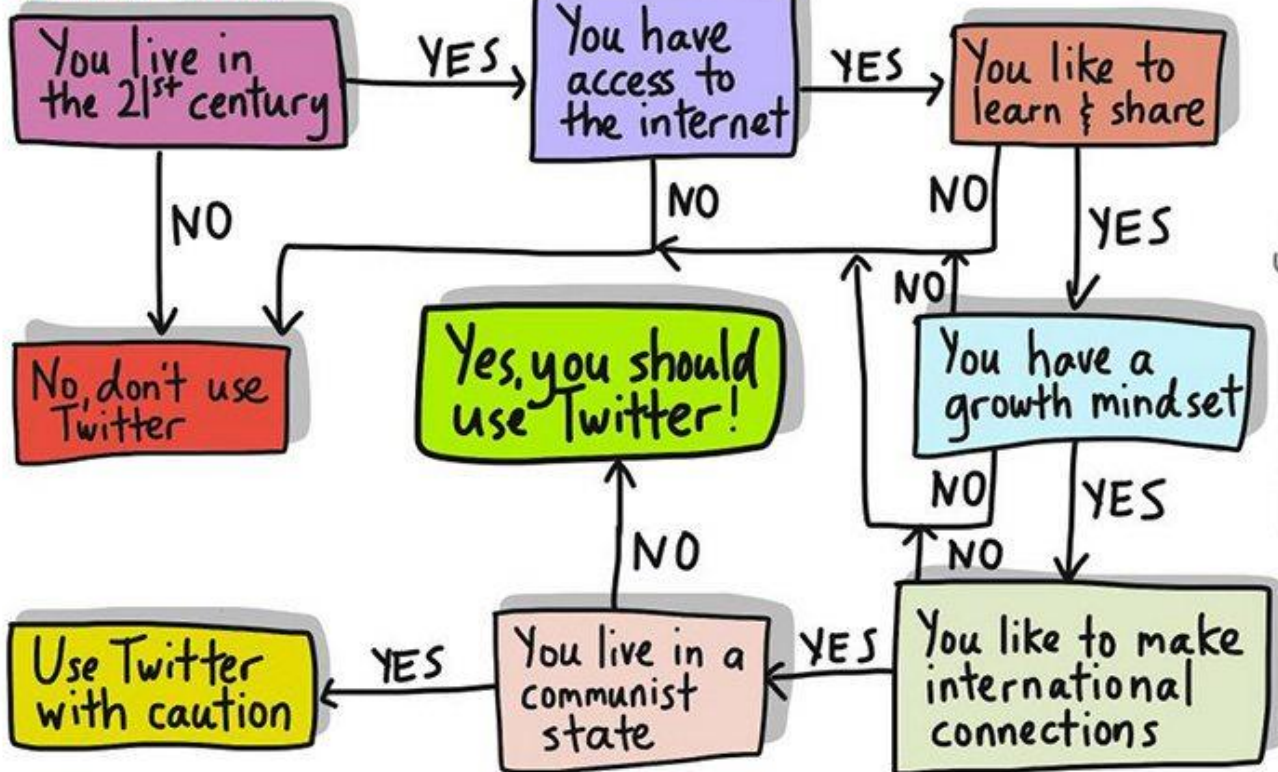 You live in
the 21st century
YES
You have
access to
the internet
YES
You like to
learn & share
NO
NO
NO
YES
No, don't use
Twitter
Yes, you should
use Twitter!
NO
You have a
growth mindset
NO
YES
NO
NO
Use Twitter
with caution
YES
You live in a
communist
state
YES
You like to make
international
connections